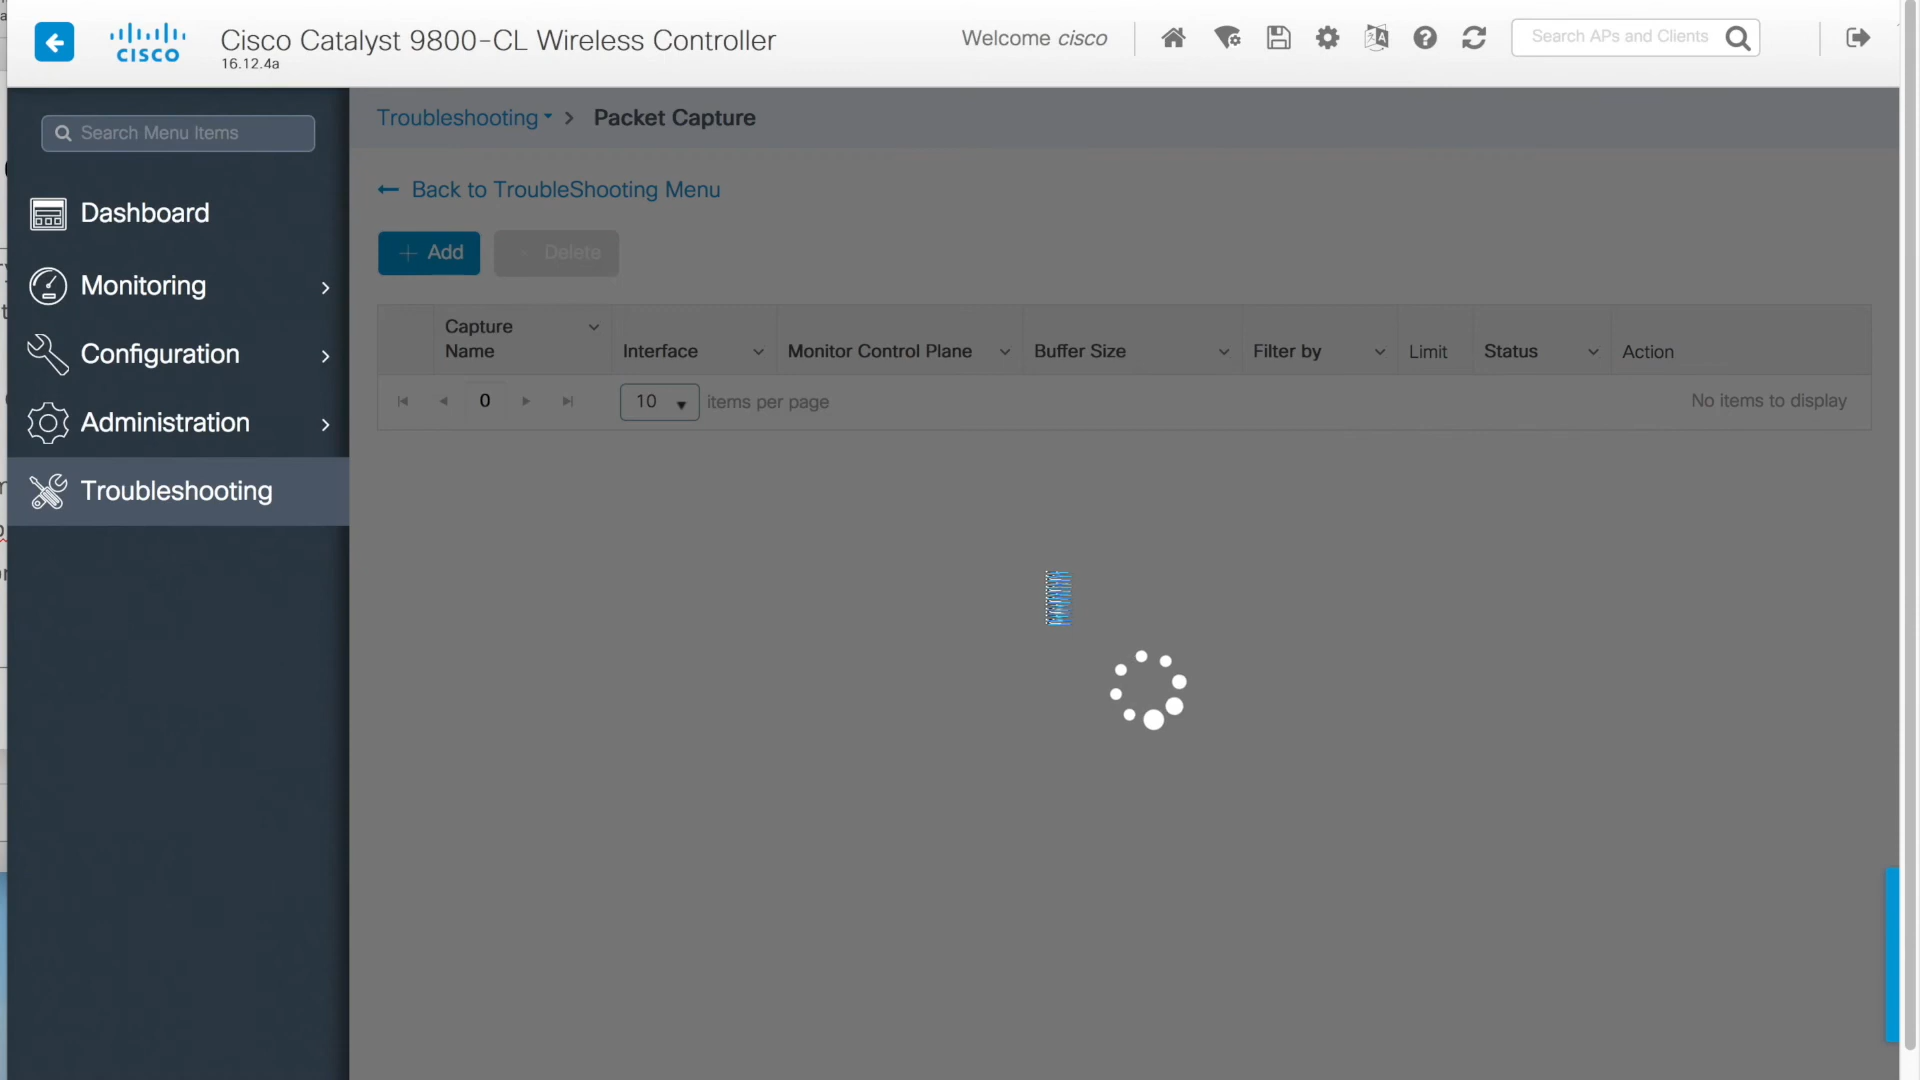 CISCO
Cisco Catalyst 9800-CL Wireless Controller
16.12.4a
Welcome cisco
Search APs and Clients
Search Menu Items
Dashboard
Monitoring
Configuration
Administration
Troubleshooting
Troubleshooting > Packet Capture
← Back to TroubleShooting Menu
+ Add
× Delete
Capture Name
Interface
Monitor Control Plane
Buffer Size
Filter by
Limit
Status
Action
0
10
items per page
No items to display